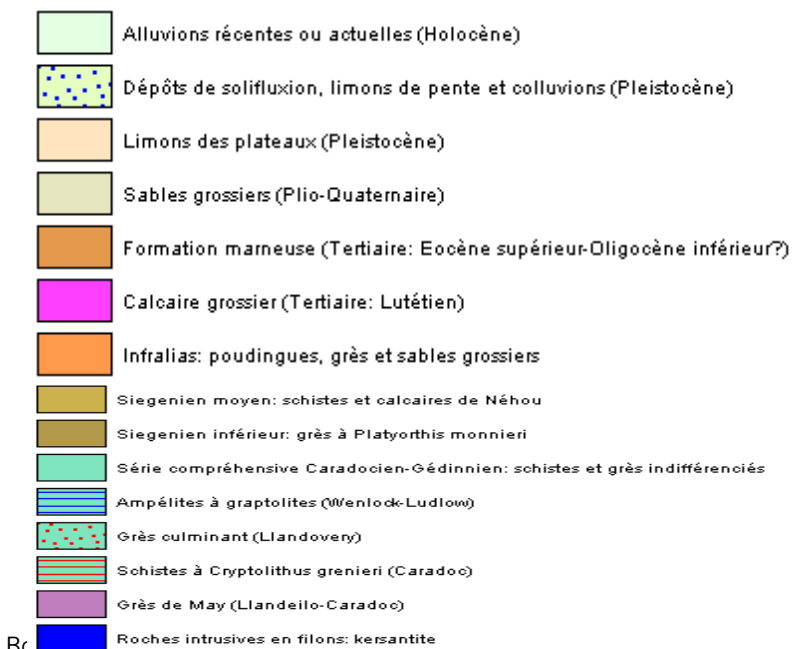 Alluvions récentes ou actuelles (Holocène)
Dépôts de solifluxion, limons de pente et colluvions (Pleistocène)
Limons des plateaux (Pleistocène)
Sables grossiers (Plio-Quaternaire)
Formation marneuse (Tertiaire: Eocène supérieur-Oligocène inférieur?)
Calcaire grossier (Tertiaire: Lutétien)
Infralias: poudingues, grès et sables grossiers
Siegenien moyen: schistes et calcaires de Néhou
Siegenien inférieur: grès à Platyorthis monnieri
Série compréhensive Caradocien-Gédinnien: schistes et grès indifférenciés
Ampélites à graptolites (Wenlock-Ludlow)
Grès culminant (Llandovery)
Schistes à Cryptolithus grenieri (Caradoc)
Grès de May (Llandeilo-Caradoc)
Roches intrusives en filons: kersantite